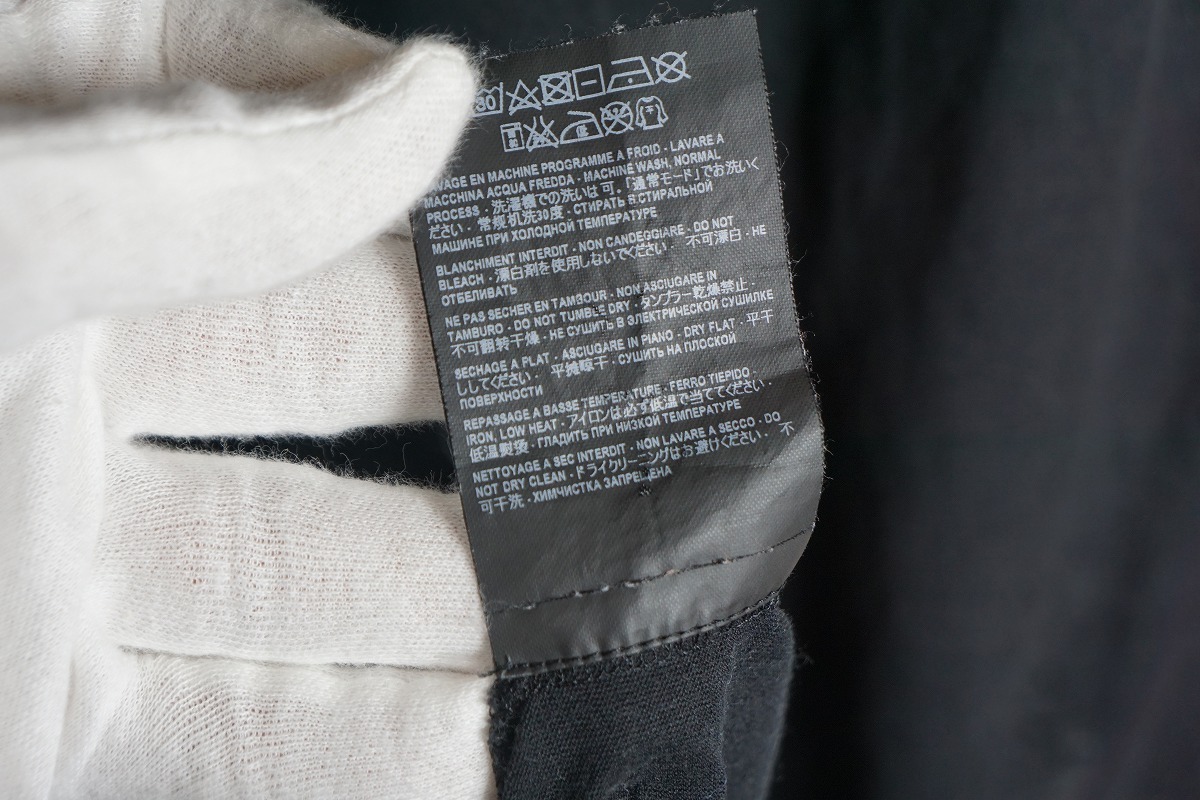 30
VAGE EN MACHINE PROGRAMME A FROID - LAVARE A
MACCHINA ACQUA FREDDA - MACHINE WASH, NORMAL
PROCESS - 洗濯機での洗いは可。「通常モード」でお洗いく
ださい - 常规机洗30度 - СТИРАТЬ В СТИРАЛЬНОЙ
МАШИНЕ ПРИ ХОЛОДНОЙ ТЕМПЕРАТУРЕ
BLANCHIMENT INTERDIT - NON CANDEGGIARE - DO NOT
BLEACH - 漂白剤を使用しないでください - 不可漂白 - НЕ
ОТБЕЛИВАТЬ
NE PAS SECHER EN TAMBOUR - NON ASCIUGARE IN
TAMBURO - DO NOT TUMBLE DRY - タンブラー乾燥禁止 -
不可翻转干燥 - НЕ СУШИТЬ В ЭЛЕКТРИЧЕСКОЙ СУШИЛКЕ
SECHAGE A PLAT - ASCIUGARE IN PIANO - DRY FLAT - 平干
ししてください - 平摊晾干 - СУШИТЬ НА ПЛОСКОЙ
ПОВЕРХНОСТИ
REPASSAGE A BASSE TEMPERATURE - FERRO TIEPIDO -
IRON, LOW HEAT - アイロンは必ず低温で当ててください -
低温熨烫 - ГЛАДИТЬ ПРИ НИЗКОЙ ТЕМПЕРАТУРЕ
NETTOYAGE A SEC INTERDIT - NON LAVARE A SECCO - DO
NOT DRY CLEAN - ドライクリーニングはお避けください - 不
可干洗 - ХИМЧИСТКА ЗАПРЕЩЕНА